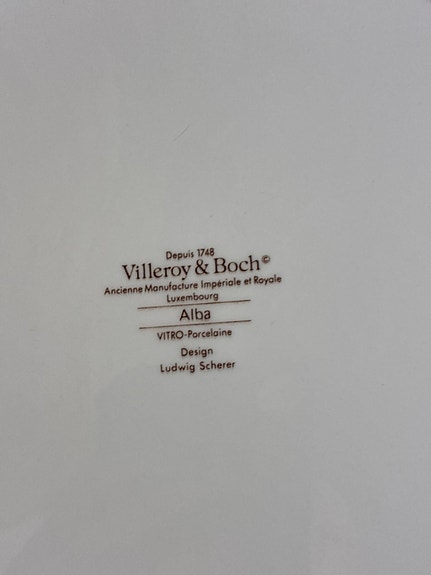 Depuis 1748
Villeroy & Boch©
Ancienne Manufacture Impériale et Royale
Luxembourg
Alba
VITRO-Porcelaine
Design
Ludwig Scherer